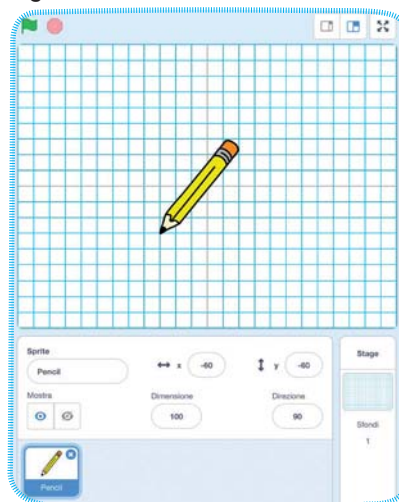 Sprite
Pencil
x -60
y -60
Mostra
Dimensione
Direzione
100
90
Pencil
Stage
Sfondi
1